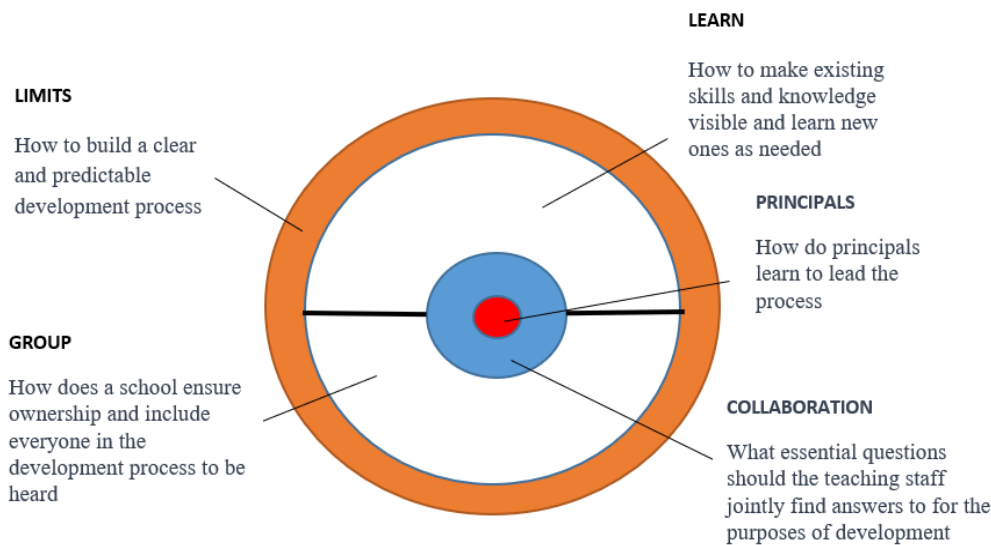 LEARN
How to make existing
skills and knowledge
visible and learn new
ones as needed
LIMITS
How to build a clear
and predictable
development process
PRINCIPALS
How do principals
learn to lead the
process
GROUP
How does a school ensure
ownership and include
everyone in the
development process to be
heard
COLLABORATION
What essential questions
should the teaching staff
jointly find answers to for the
purposes of development